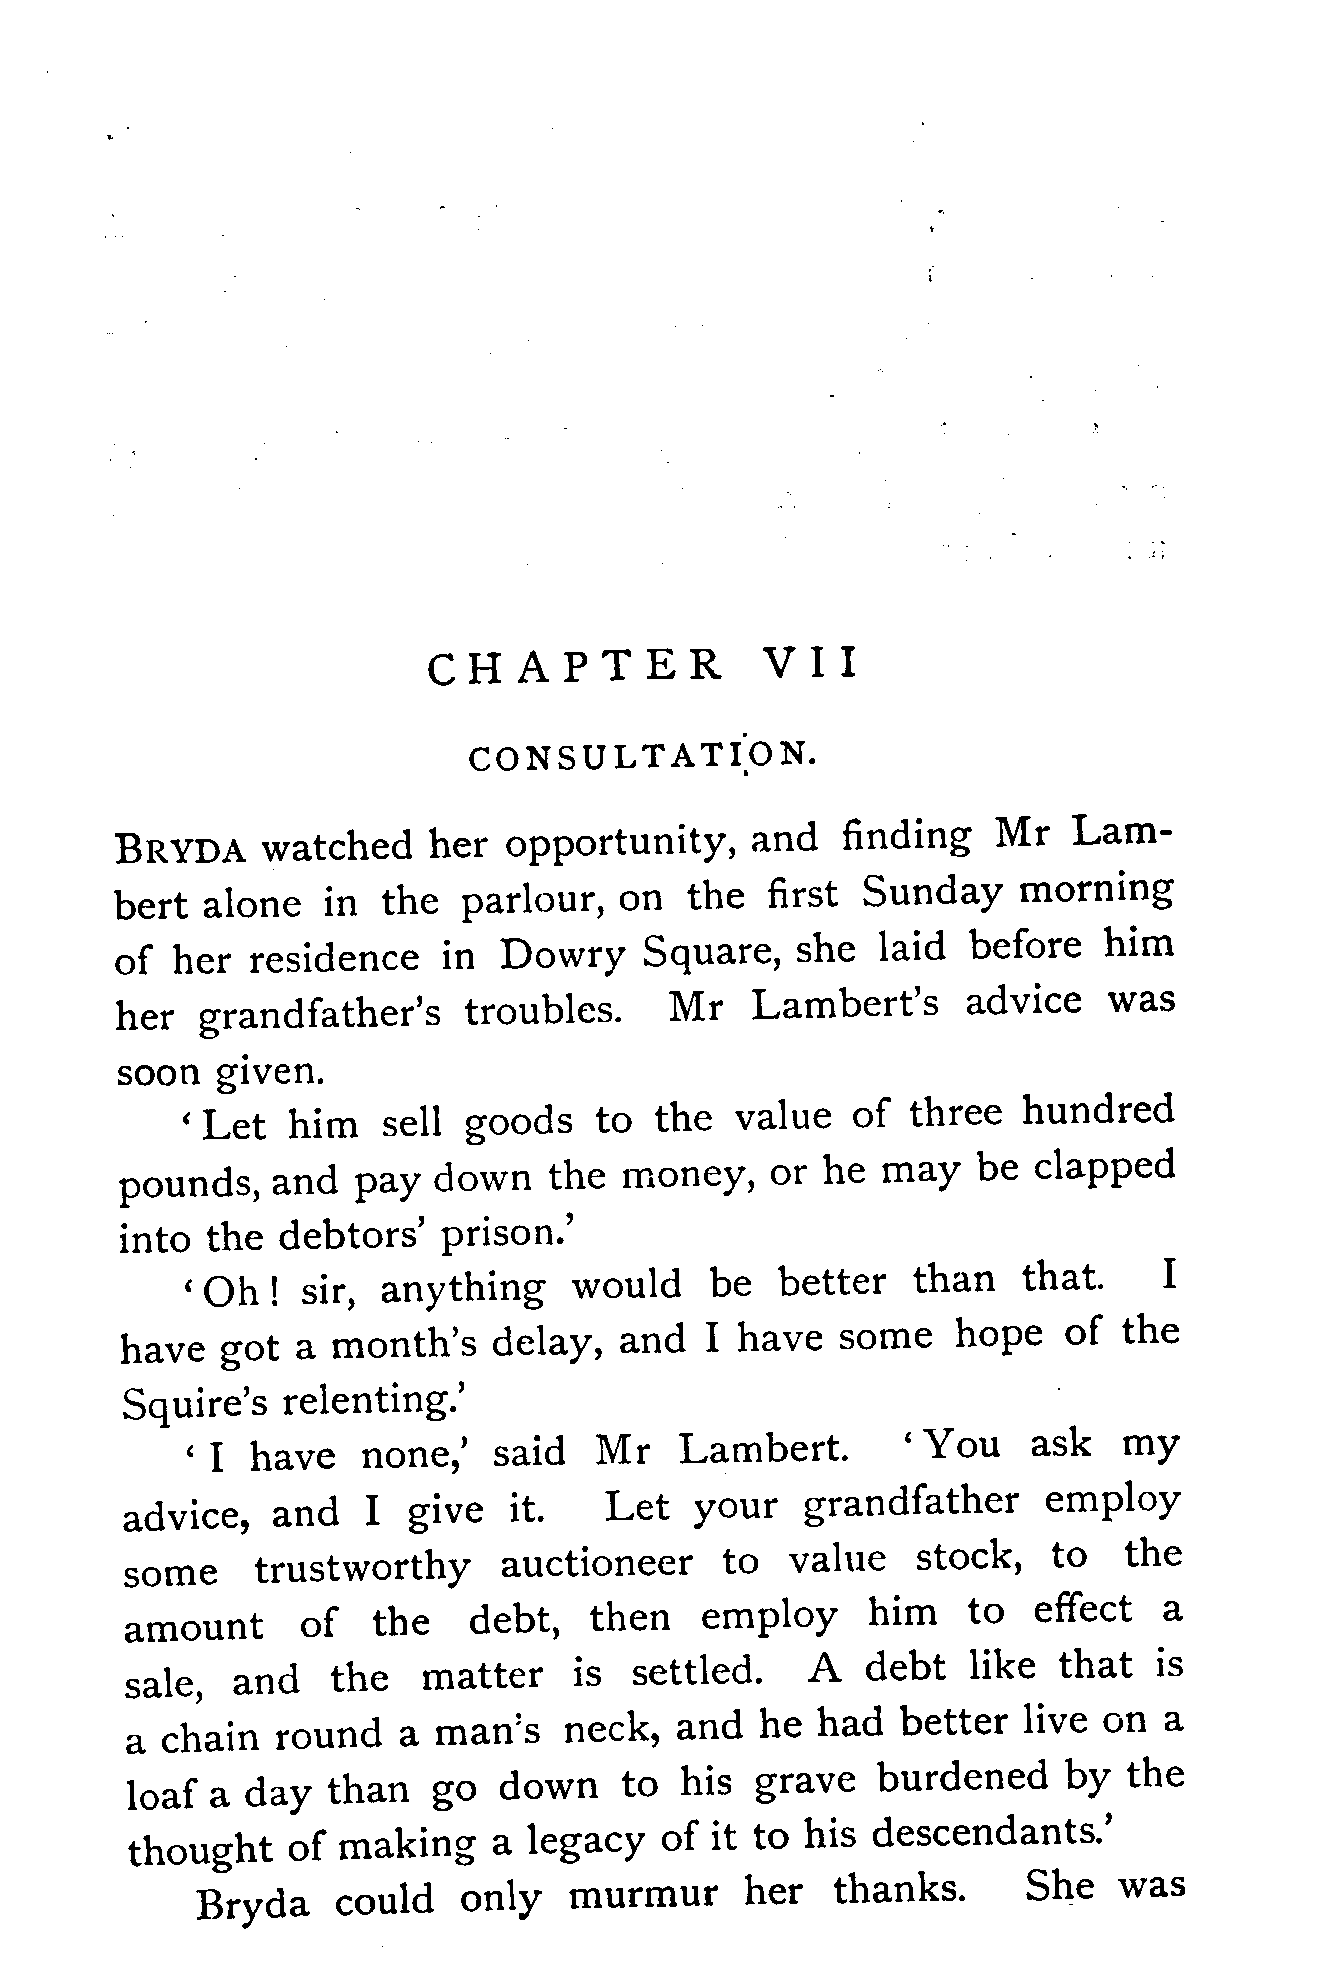 CHAPTER VII
CONSULTATION.
BRYDA watched her opportunity, and finding Mr Lam-
bert alone in the parlour, on the first Sunday morning
of her residence in Dowry Square, she laid before him
her grandfather's troubles. Mr Lambert's advice was
soon given.
‘Let him sell goods to the value of three hundred
pounds, and pay down the money, or he may be clapped
into the debtors’ prison.’
‘Oh! sir, anything would be better than that. I
have got a month’s delay, and I have some hope of the
Squire’s relenting.’
‘I have none,’ said Mr Lambert. ‘You ask my
advice, and I give it. Let your grandfather employ
some trustworthy auctioneer to value stock, to the
amount of the debt, then employ him to effect a
sale, and the matter is settled. A debt like that is
a chain round a man’s neck, and he had better live on a
loaf a day than go down to his grave burdened by the
thought of making a legacy of it to his descendants.’
Bryda could only murmur her thanks. She was